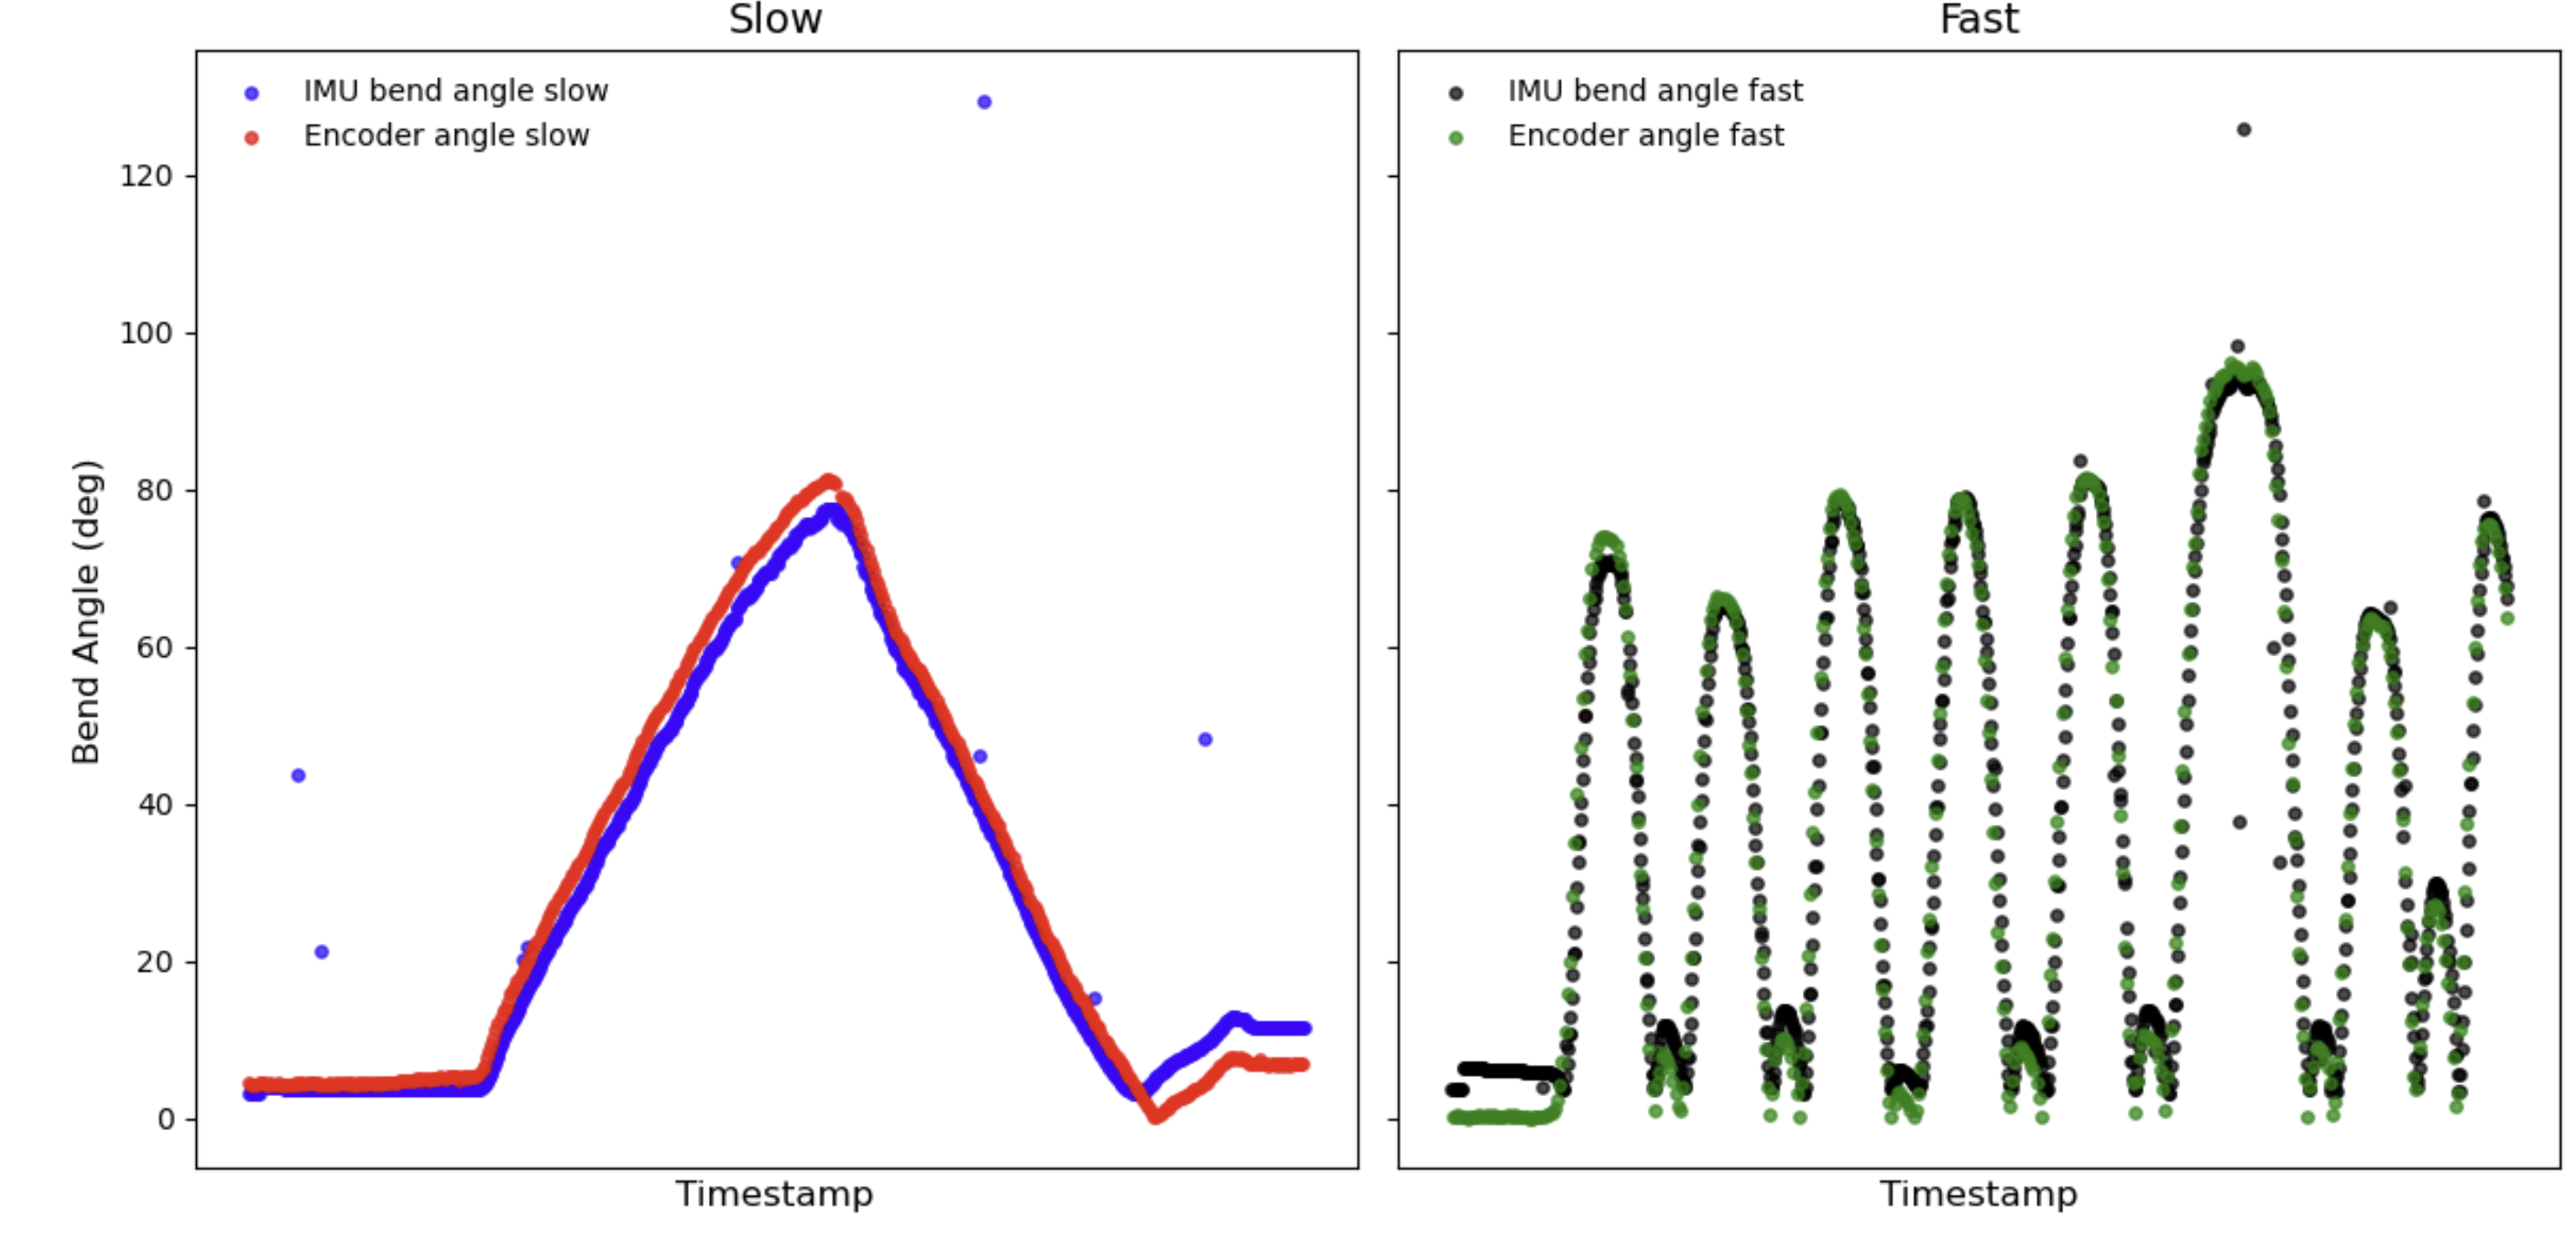 Slow
Fast
IMU bend angle slow
Encoder angle slow
IMU bend angle fast
Encoder angle fast
120
100
80
60
40
20
0
Bend Angle (deg)
Timestamp
Timestamp